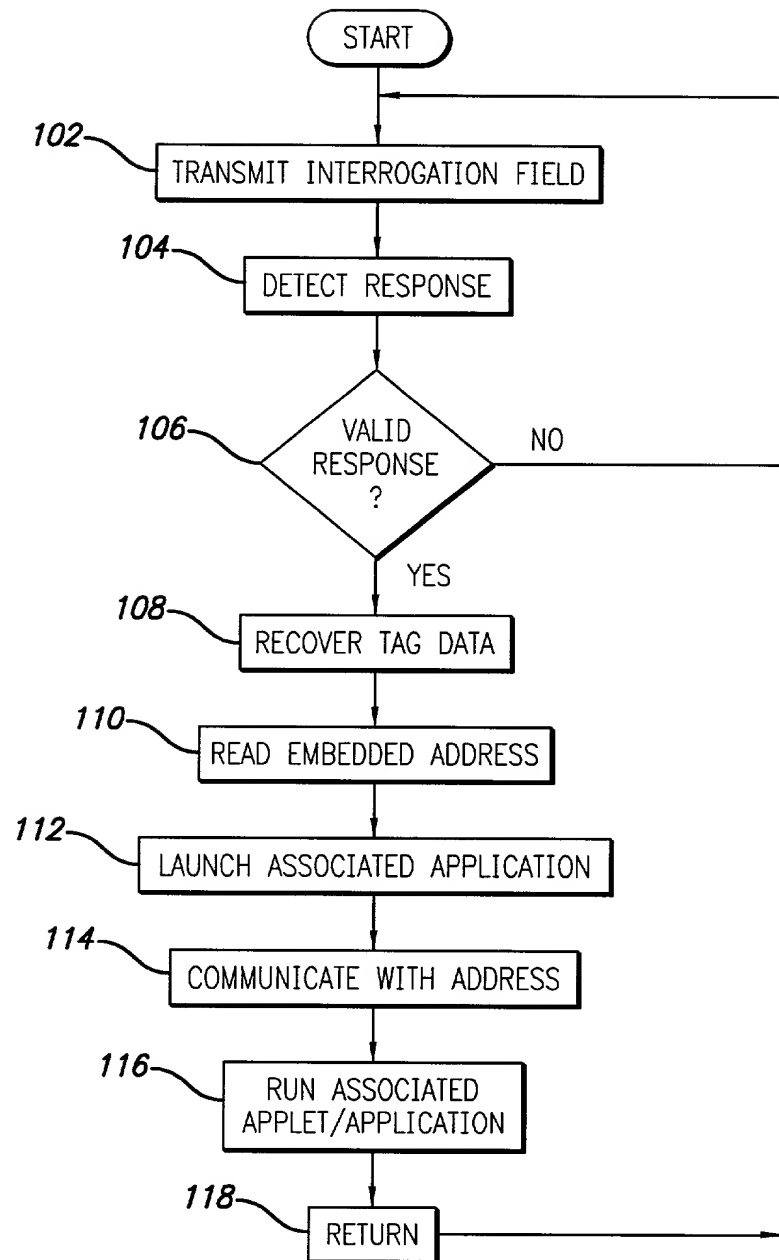 START
102
TRANSMIT INTERROGATION FIELD
104
DETECT RESPONSE
106
VALID
RESPONSE
?
NO
YES
108
RECOVER TAG DATA
110
READ EMBEDDED ADDRESS
112
LAUNCH ASSOCIATED APPLICATION
114
COMMUNICATE WITH ADDRESS
116
RUN ASSOCIATED
APPLET/APPLICATION
118
RETURN